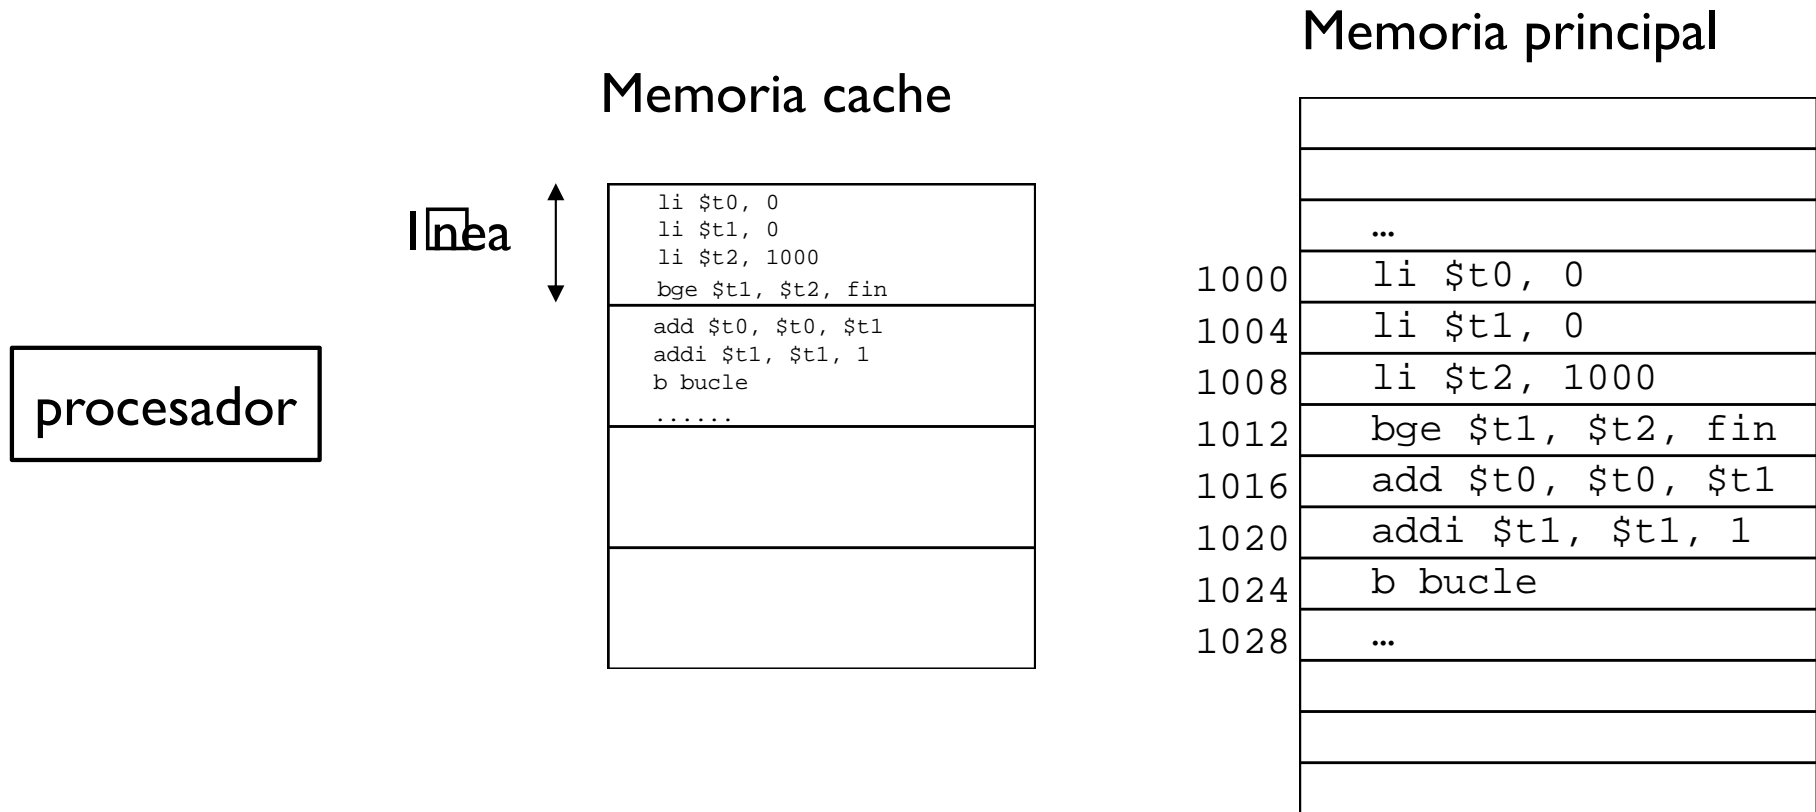 Memoria principal
Memoria cache
línea
li $t0, 0
li $t1, 0
li $t2, 1000
bge $t1, $t2, fin
add $t0, $t0, $t1
addi $t1, $t1, 1
b bucle
......
procesador
…
1000 li $t0, 0
1004 li $t1, 0
1008 li $t2, 1000
1012 bge $t1, $t2, fin
1016 add $t0, $t0, $t1
1020 addi $t1, $t1, 1
1024 b bucle
1028 …